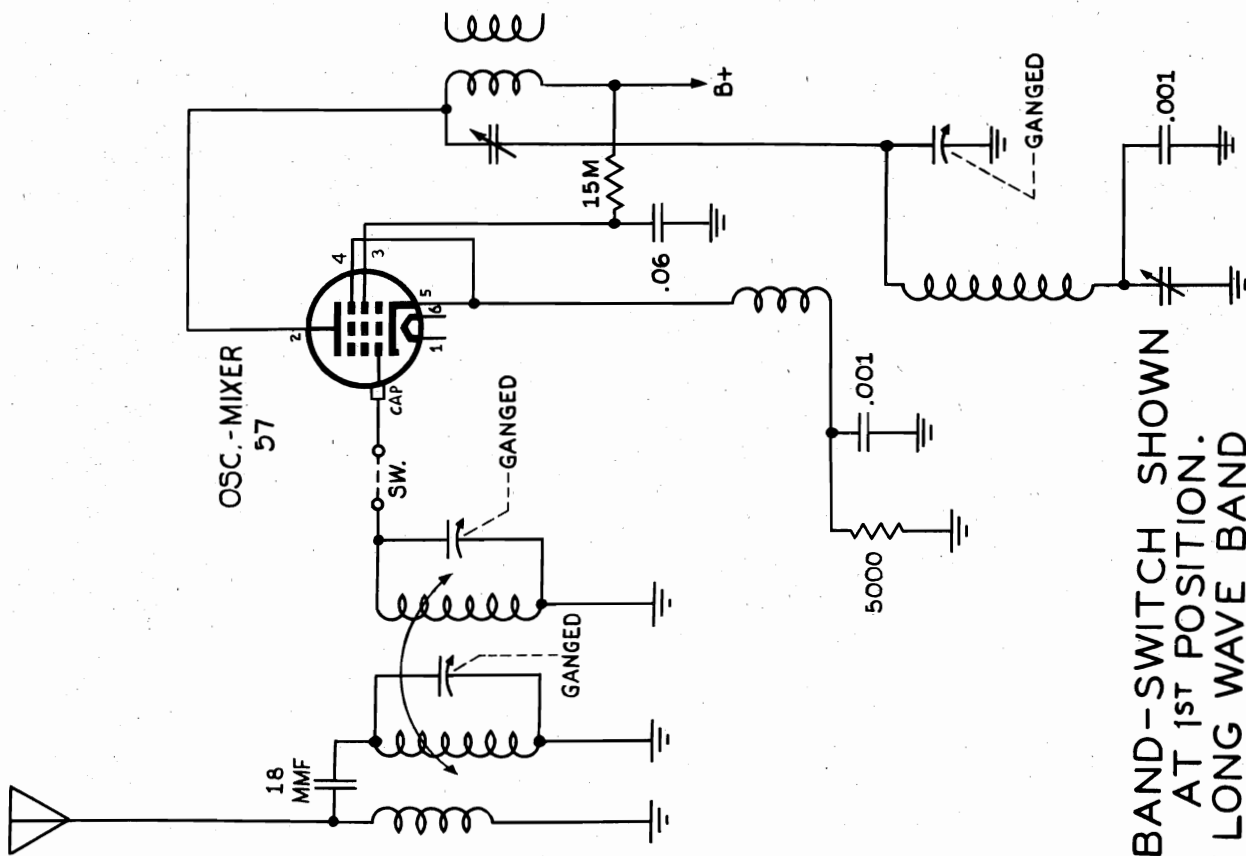 OSC.-MIXER
57
2
4
3
5
6
1
CAP
SW.
GANGED
GANGED
18
MMF
15M
B+
.06
GANGED
.001
.001
5000
BAND-SWITCH SHOWN
AT 1ST POSITION.
LONG WAVE BAND